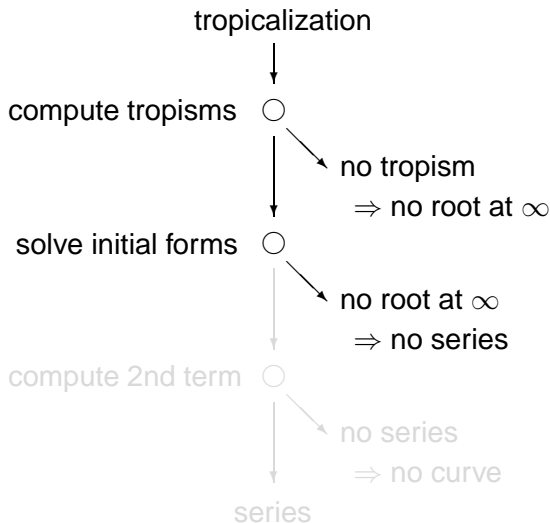 tropicalization
compute tropisms
no tropism
⇒ no root at ∞
solve initial forms
no root at ∞
⇒ no series
compute 2nd term
no series
⇒ no curve
series